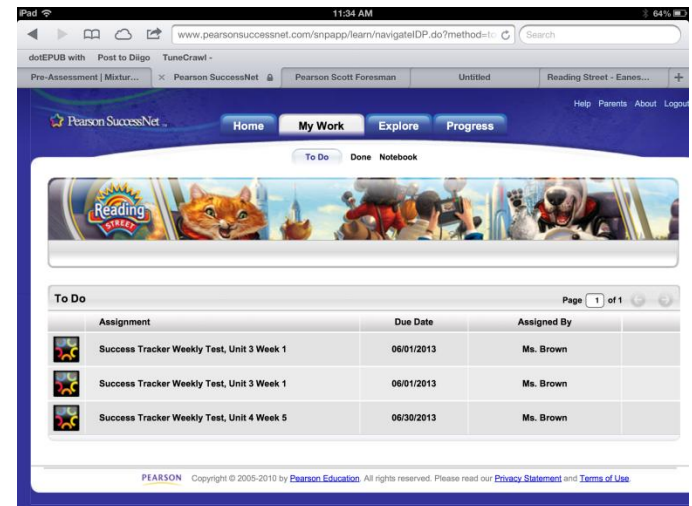 iPad 11:34 AM 64%
www.pearsonsuccessnet.com/snpapp/learn/navigateIDP.do?method=to Search
dotEPUB with Post to Diigo TuneCrawl -
Pre-Assessment | Mixtur... Pearson SuccessNet Pearson Scott Foresman Untitled Reading Street - Eanes...
Help Parents About Logout
Pearson SuccessNet Home My Work Explore Progress
To Do Done Notebook
Reading
STREET
To Do Page 1 of 1
Assignment Due Date Assigned By
Success Tracker Weekly Test, Unit 3 Week 1 06/01/2013 Ms. Brown
Success Tracker Weekly Test, Unit 3 Week 1 06/01/2013 Ms. Brown
Success Tracker Weekly Test, Unit 4 Week 5 06/30/2013 Ms. Brown
PEARSON Copyright © 2005-2010 by Pearson Education. All rights reserved. Please read our Privacy Statement and Terms of Use.